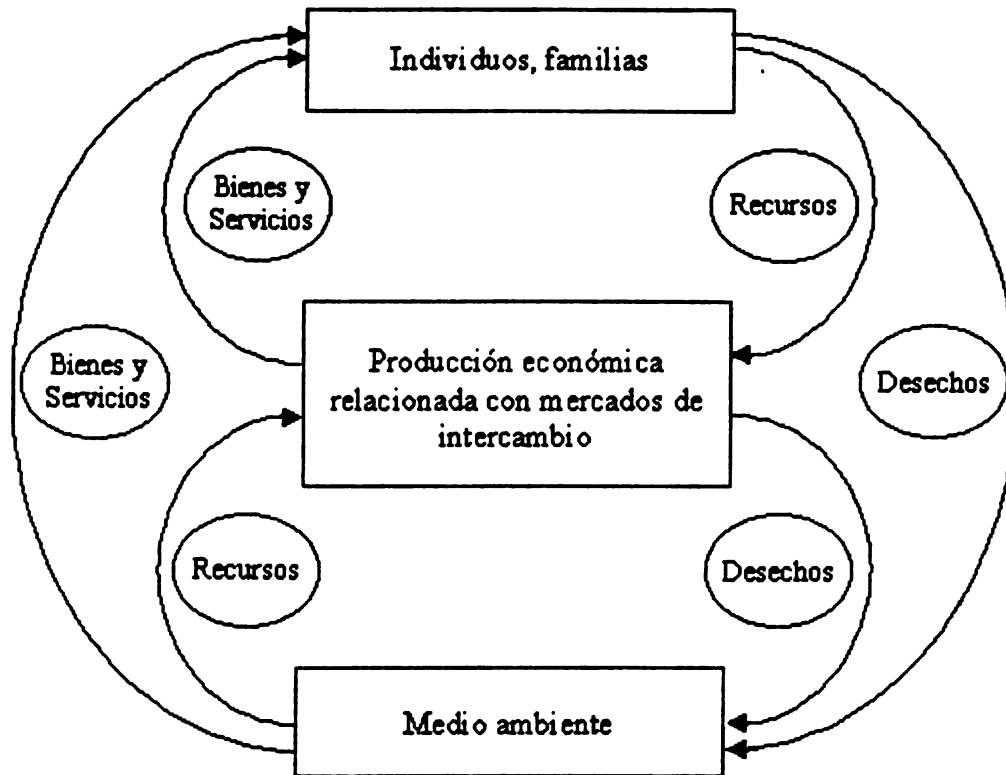 Individuos, familias
Bienes y
Servicios
Recursos
Bienes y
Servicios
Producción económica
relacionada con mercados de
intercambio
Desechos
Recursos
Desechos
Medio ambiente